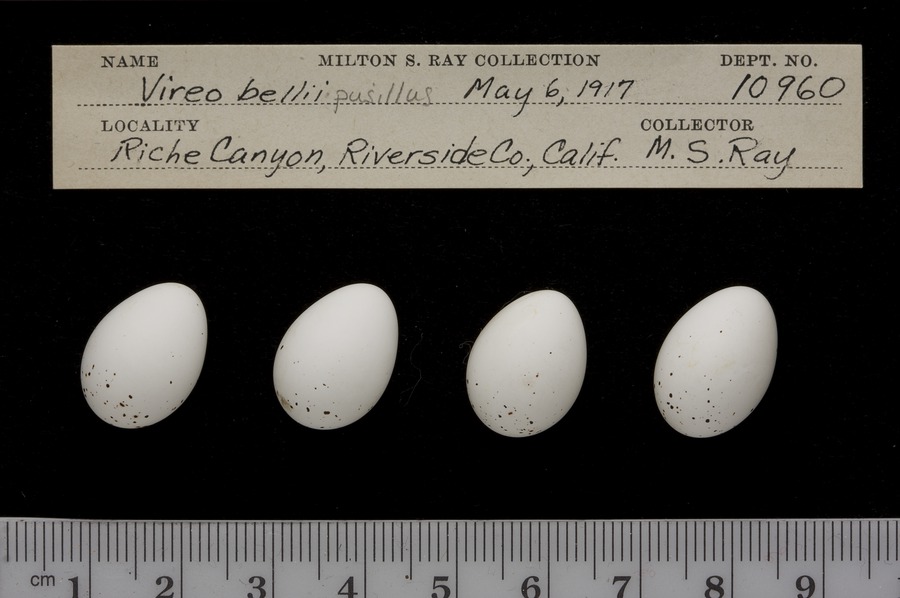 NAME MILTON S. RAY COLLECTION DEPT. NO.
Vireo bellii pusillus May 6, 1917 10960
LOCALITY COLLECTOR
Riche Canyon, Riverside Co., Calif. M. S. Ray
cm 1 2 3 4 5 6 7 8 9